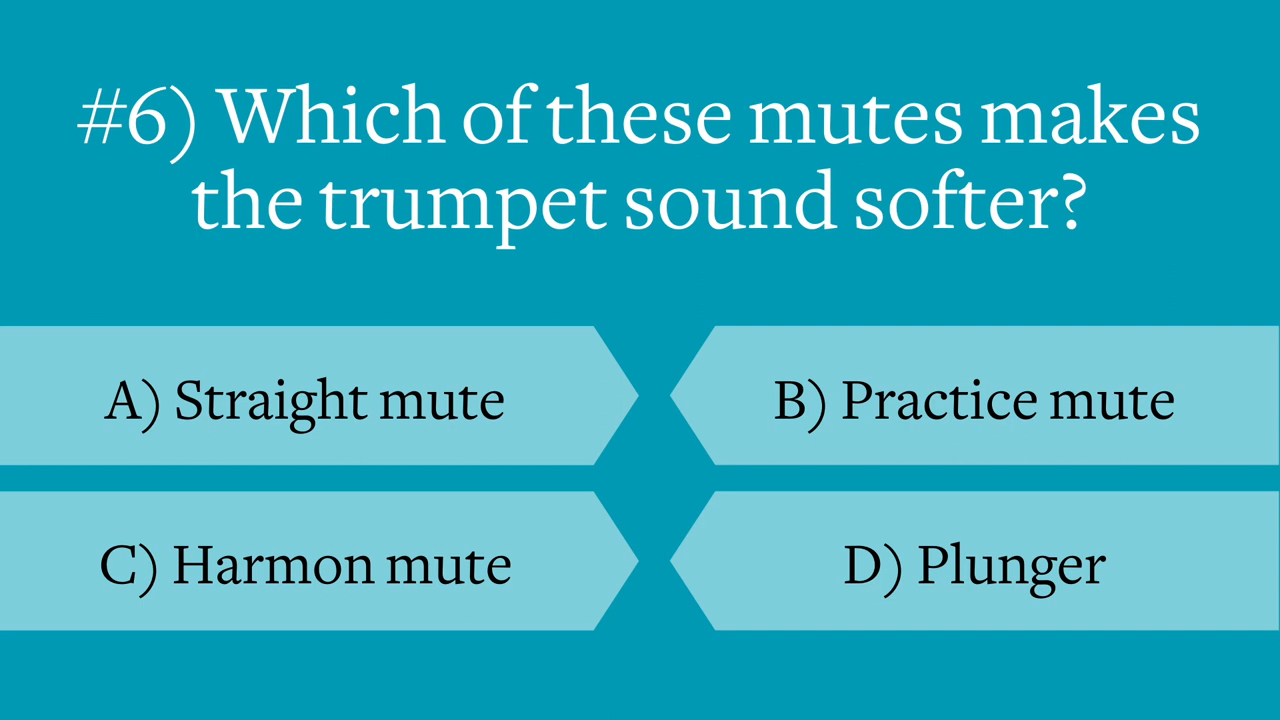 #6) Which of these mutes makes
the trumpet sound softer?
A) Straight mute
B) Practice mute
C) Harmon mute
D) Plunger